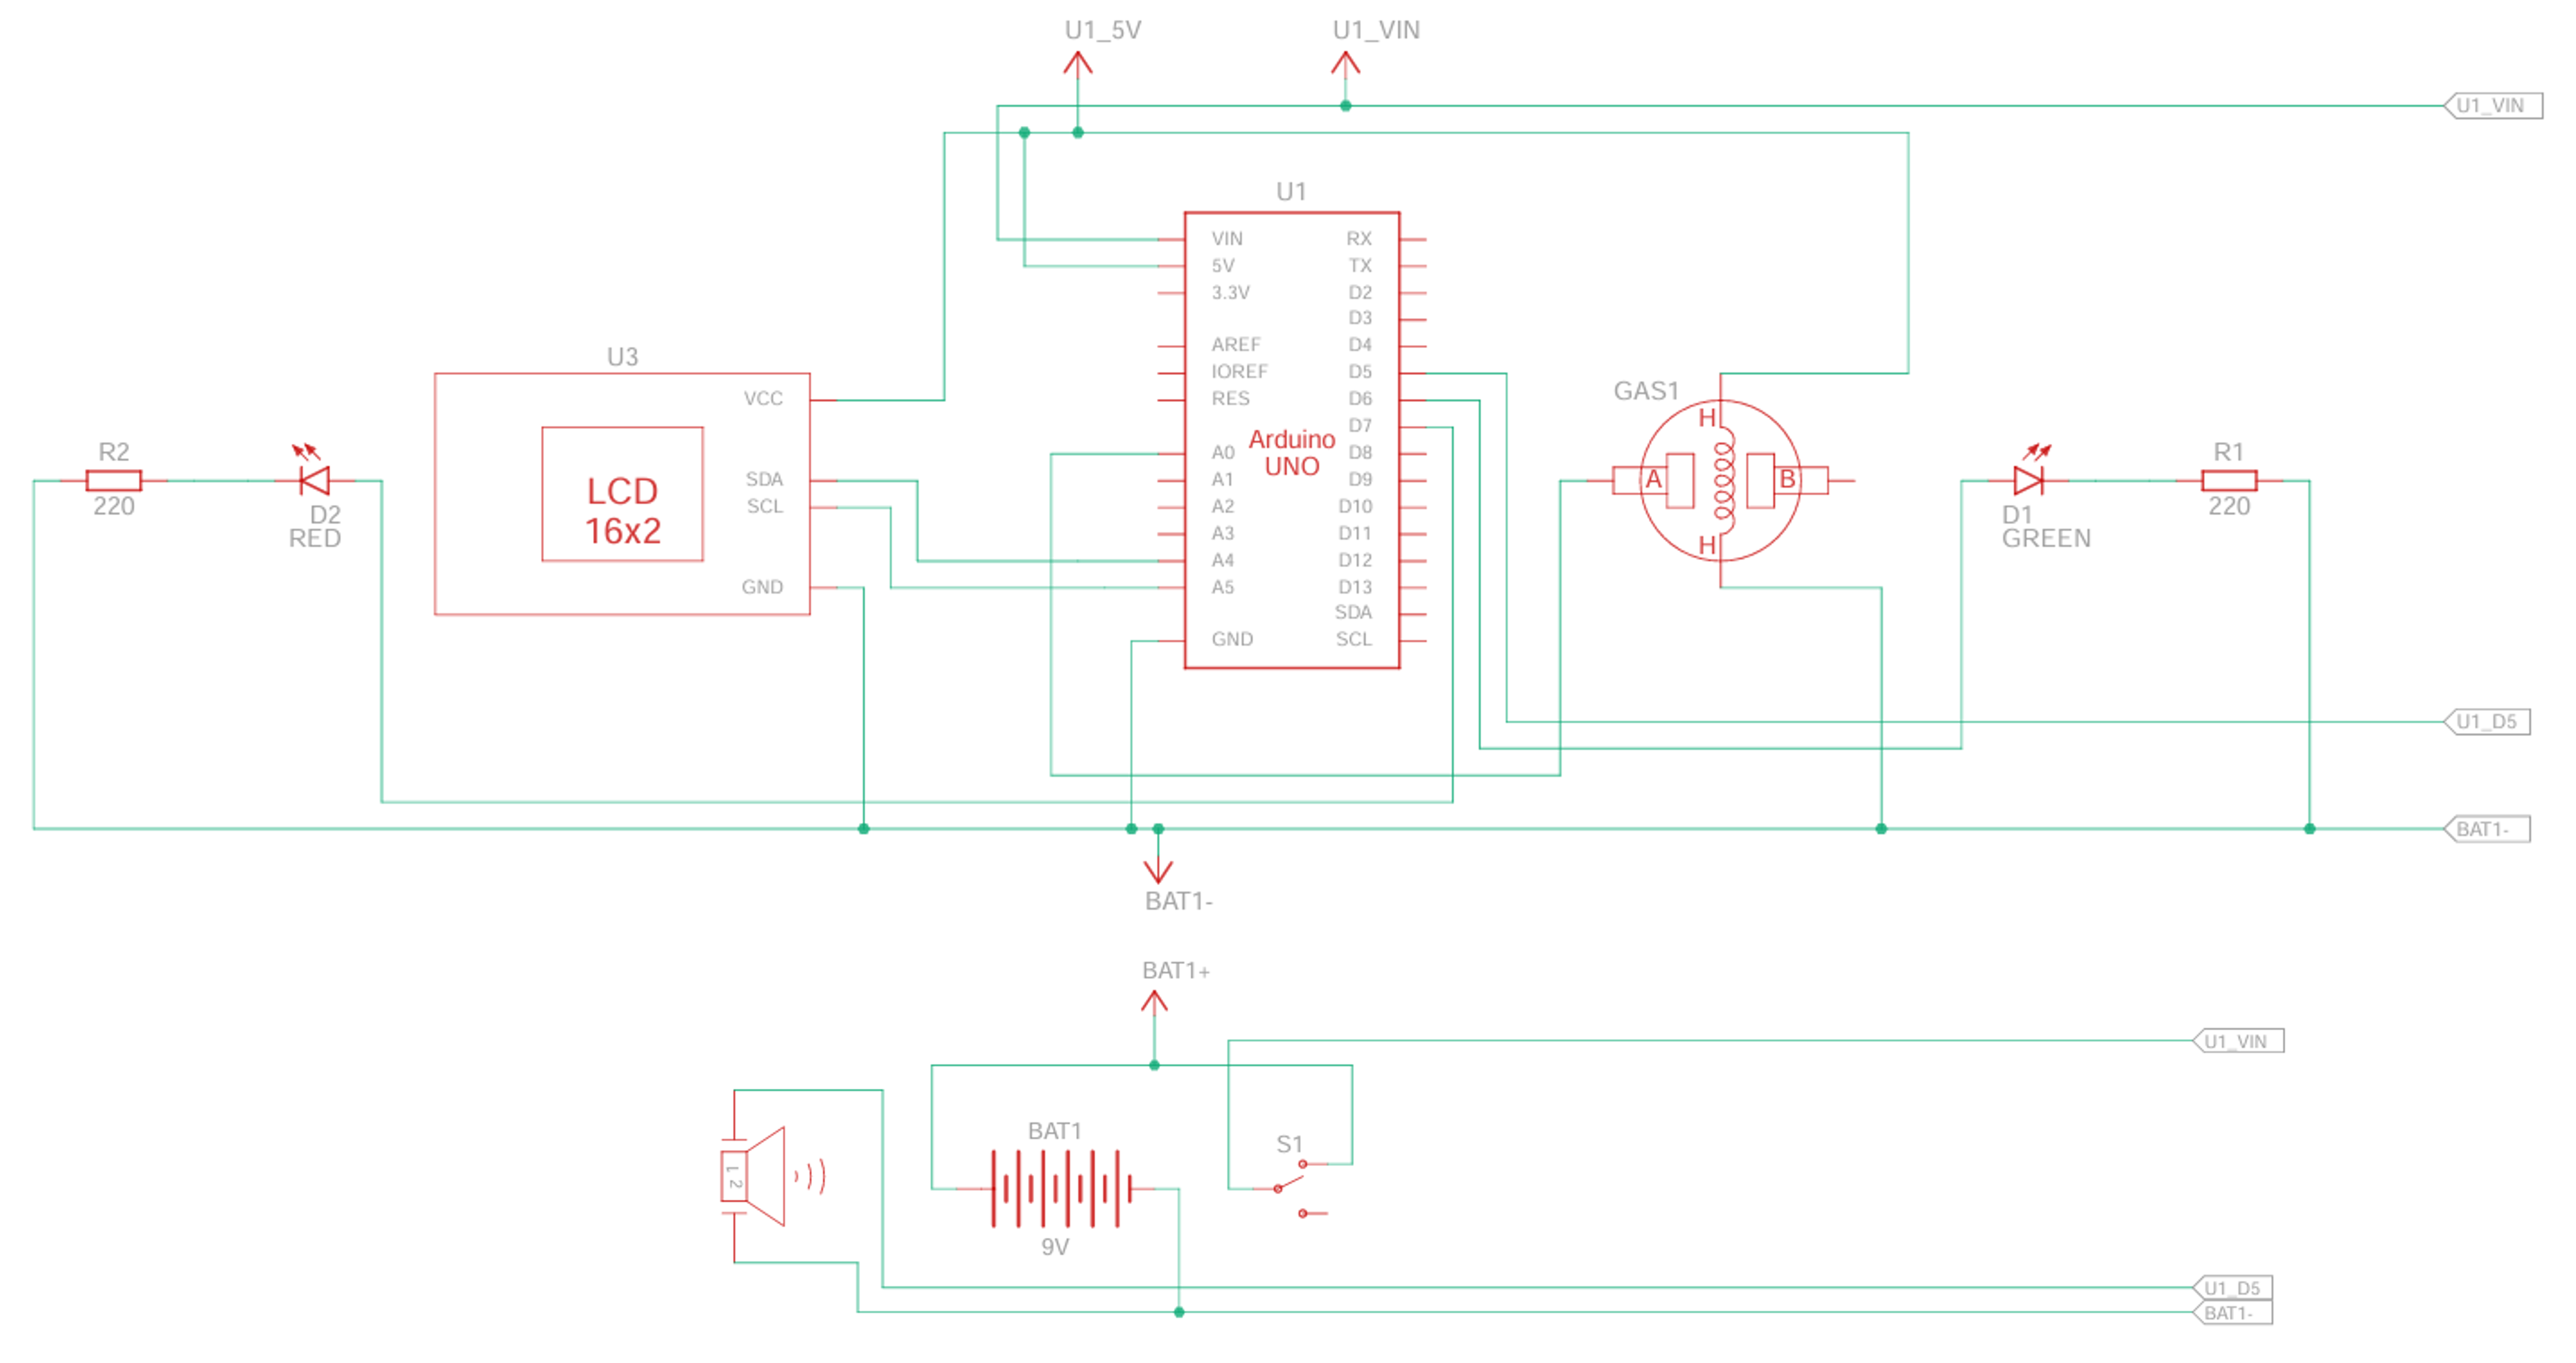 U1_5V
U1_VIN
U1_VIN
U1
VIN
5V
3.3V
AREF
IOREF
RES
A0
A1
A2
A3
A4
A5
GND
Arduino
UNO
RX
TX
D2
D3
D4
D5
D6
D7
D8
D9
D10
D11
D12
D13
SDA
SCL
U3
VCC
SDA
SCL
GND
LCD
16x2
R2
220
D2
RED
GAS1
H
A
B
H
D1
GREEN
R1
220
U1_D5
BAT1-
BAT1-
BAT1+
U1_VIN
BAT1
9V
S1
L 2
U1_D5
BAT1-